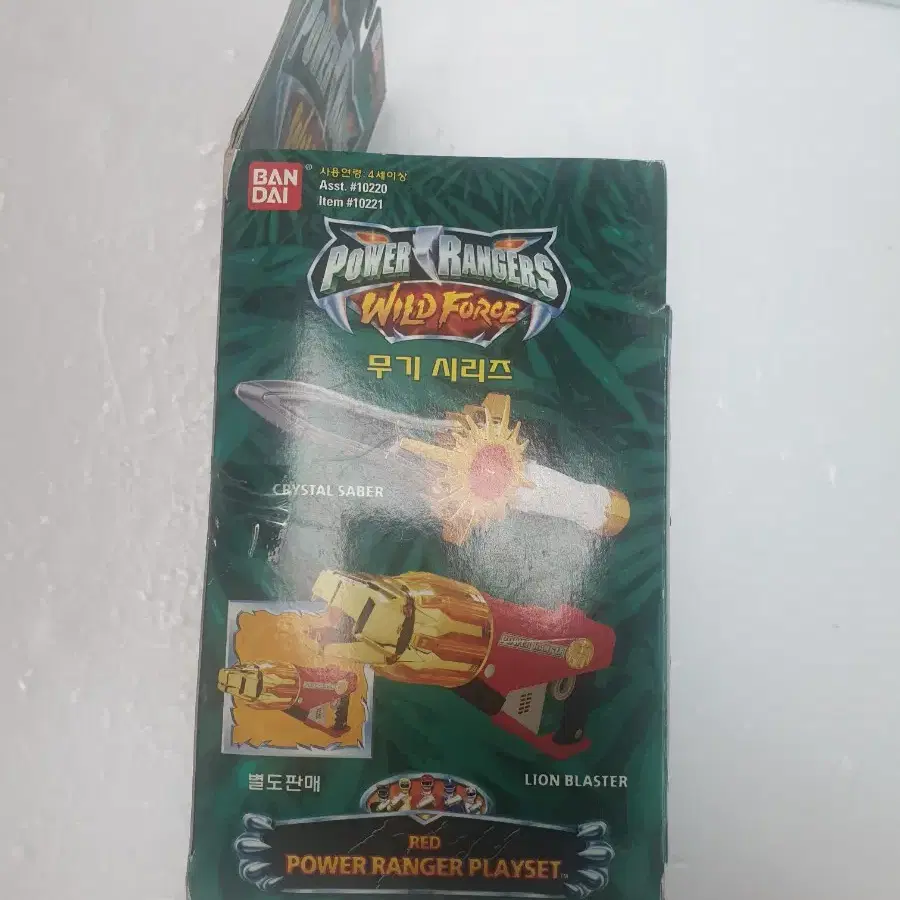 BAN
DAI
사용연령: 4세이상
Asst. #10220
Item #10221
POWER RANGERS
WILD FORCE
무기 시리즈
CRYSTAL SABER
별도판매
LION BLASTER
RED
POWER RANGER PLAYSET™